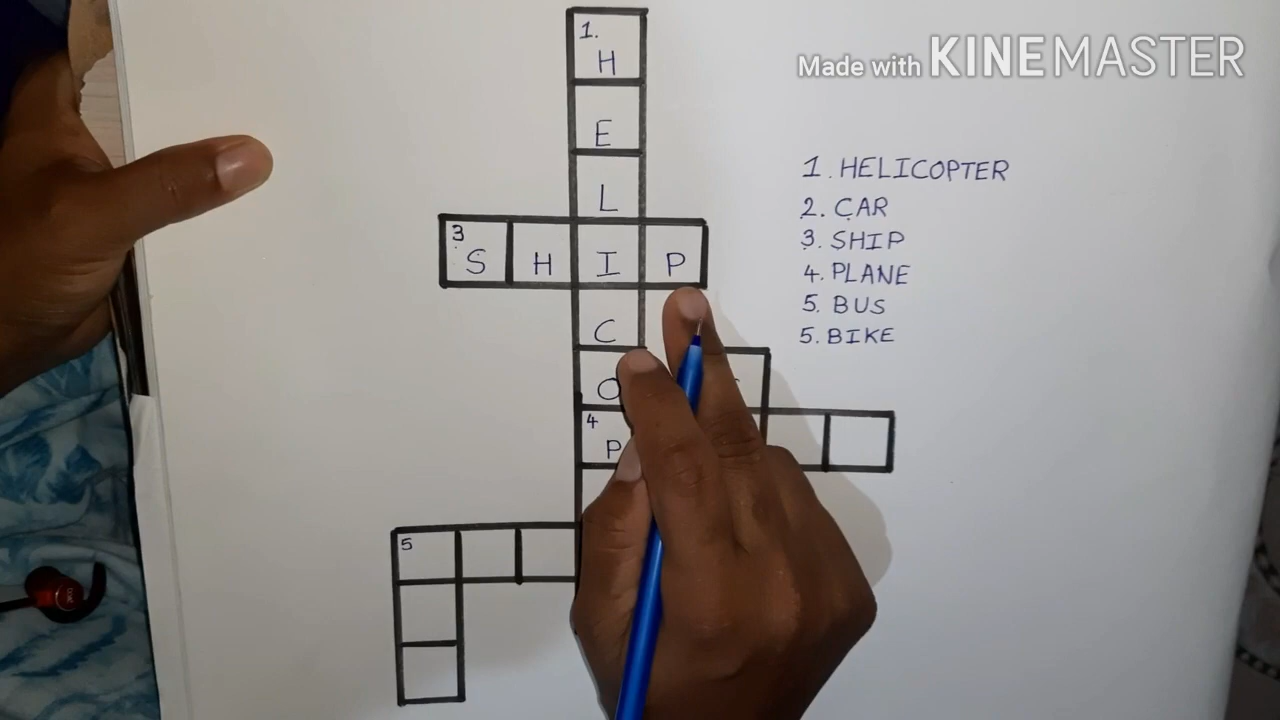 Made with KINEMASTER
1.
H
E
L
3
S H I P
C
O
4
P
5
1. HELICOPTER
2. CAR
3. SHIP
4. PLANE
5. BUS
5. BIKE